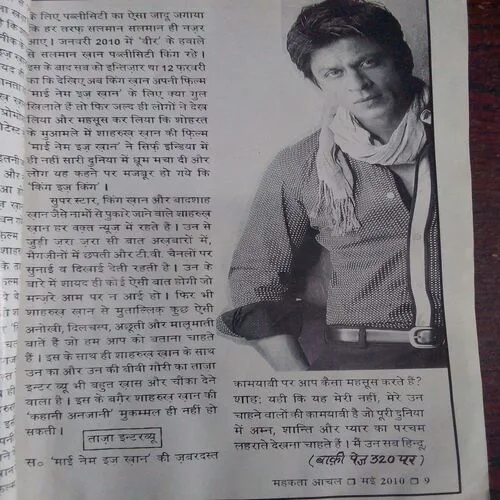 के लिए पब्लीसिटी का ऐसा जादू जगाया
कि हर तरफ़ सलमान सलमान ही नज़र
आए। जनवरी 2010 में 'वीर' के हवाले
से सलमान ख़ान पब्लीसिटी किंग रहे।
इस के बाद सब को इन्तिज़ार था 12 फरवरी
का कि देखिए अब किंग ख़ान अपनी फ़िल्म
'माई नेम इज़ ख़ान' के लिए क्या गुल
खिलाते हैं तो फिर जल्द ही लोगों ने देख
लिया और महसूस कर लिया कि शोहरत
के मुआमले में शाहरुख़ ख़ान की फ़िल्म
'माई नेम इज ख़ान' ने सिर्फ़ इन्डिया में
ही नहीं सारी दुनिया में धूम मचा दी और
लोग यह कहने पर मजबूर हो गये कि
'किंग इज़ किंग'।
सुपर स्टार, किंग ख़ान और बादशाह
ख़ान जैसे नामों से पुकारे जाने वाले शाहरुख़
ख़ान हर वक़्त न्यूज में रहते हैं। उन से
जुड़ी ज़रा ज़रा सी बात अखबारों में,
मैगजीनों में छपती और टी.वी. चैनलों पर
सुनाई व दिखाई देती रहती है। उन के
बारे में शायद ही कोई ऐसी बात होगी जो
मन्ज़रे आम पर न आई हो। फिर भी
शाहरुख़ ख़ान से मुताल्लिक़ कुछ ऐसी
अनोखी, दिलचस्प, अछूती और मालूमाती
बाते हैं जो हम आप को बताना चाहते
हैं। इस के साथ ही शाहरुख़ ख़ान के साथ
उन का और उन की बीवी गौरी का ताज़ा
इन्टर व्यू भी बहुत ख़ास और चौंका देने
वाला है। इस के बग़ैर शाहरुख़ ख़ान की
'कहानी अनजानी' मुकम्मल ही नहीं हो
सकती।
ताज़ा इन्टरव्यू
स० 'माई नेम इज़ ख़ान' की ज़बरदस्त
कामयाबी पर आप कैसा महसूस करते हैं?
शाहः यही कि यह मेरी नहीं, मेरे उन
चाहने वालों की कामयाबी है जो पूरी दुनिया
में अम्न, शान्ति और प्यार का परचम
लहराते देखना चाहते हैं। मैं उन सब हिन्दू,
(बाक़ी पेज 320 पर)
महकता आंचल □ मई 2010 □ 9